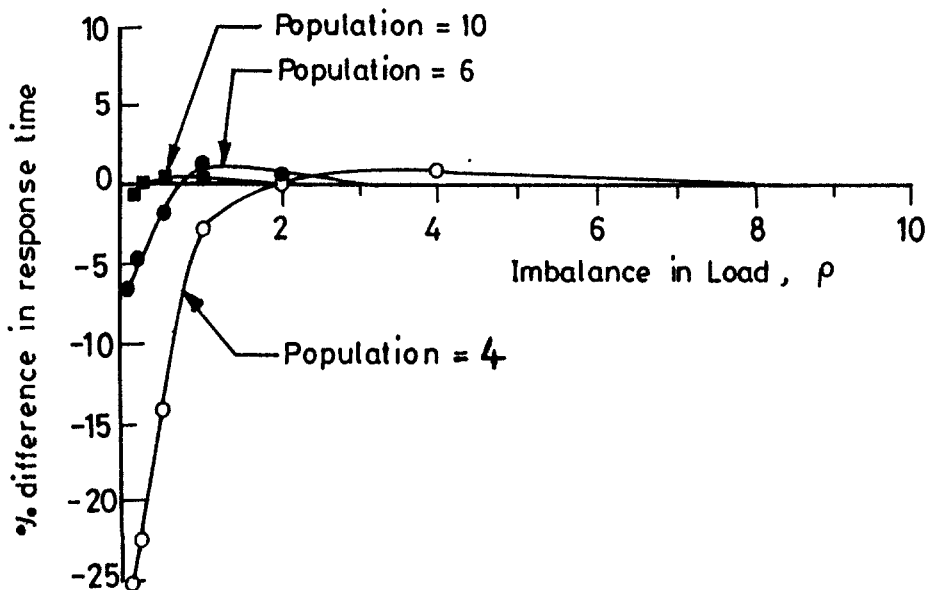 10
5
0
-5
-10
-15
-20
-25
% difference in response time
Population = 10
Population = 6
Population = 4
2
4
6
8
10
Imbalance in Load, ρ